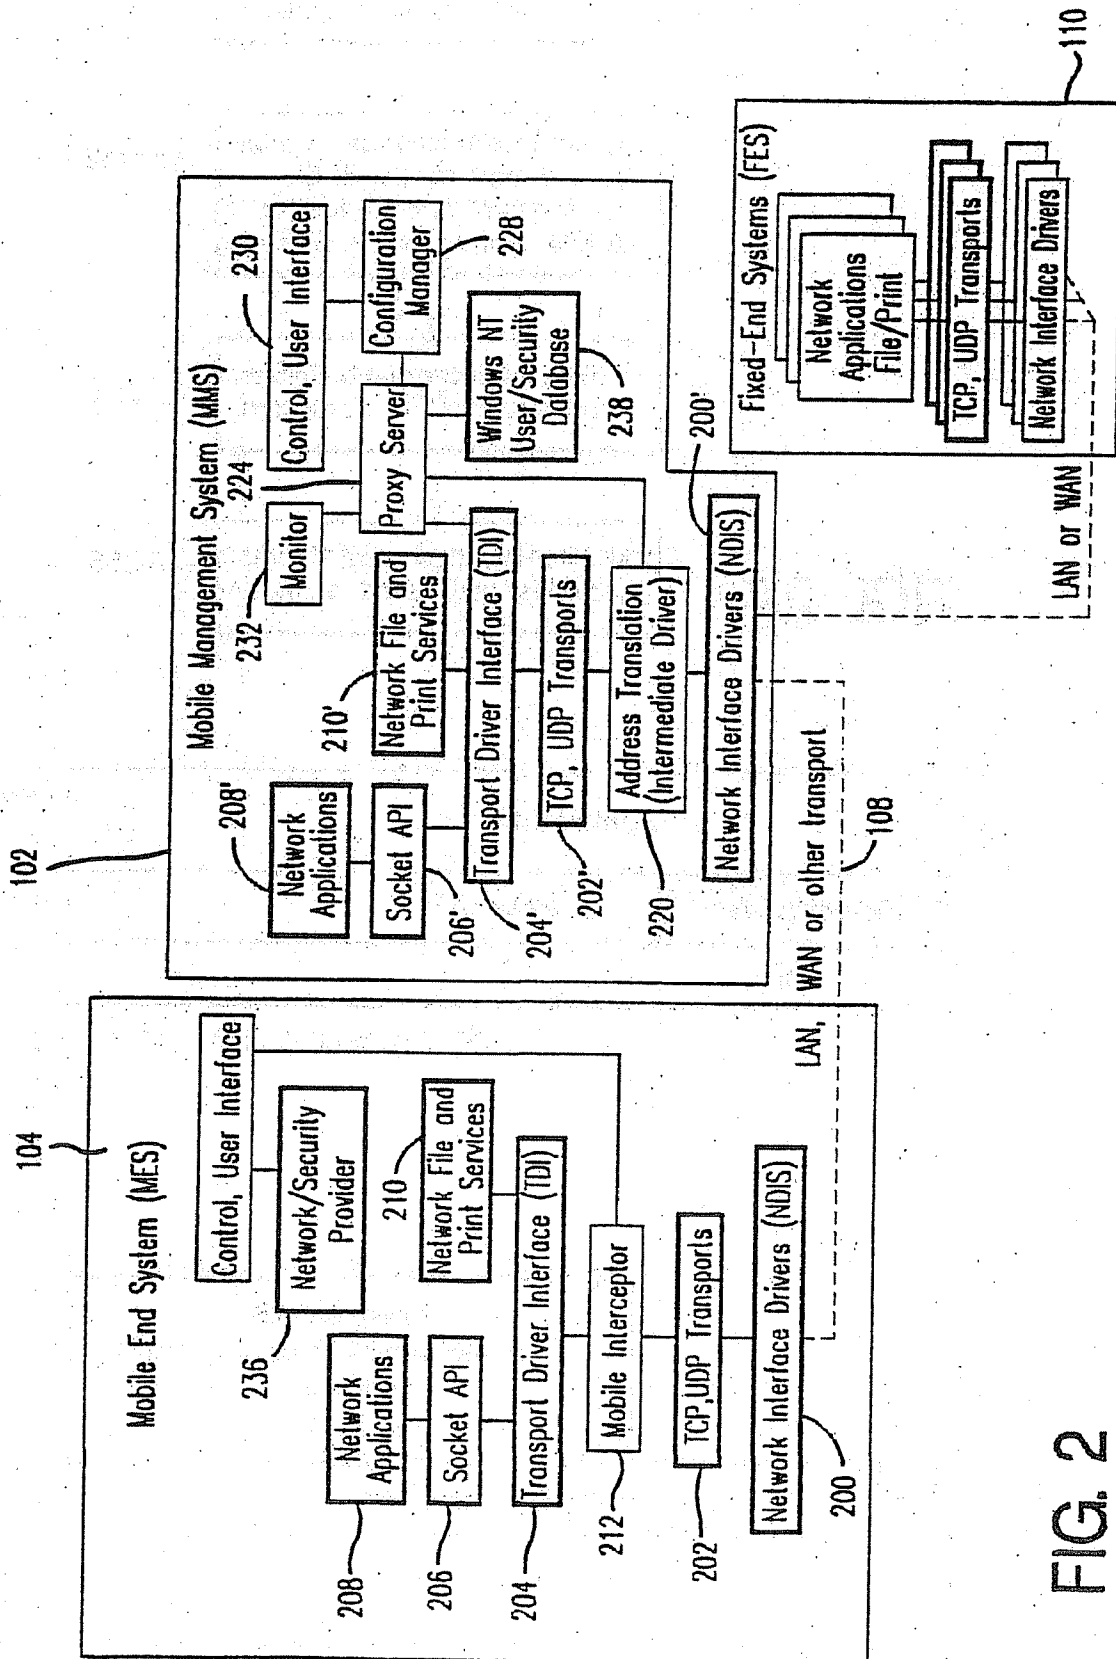 104
Mobile End System (MES)
Control, User Interface
Network/Security
Provider
236
210
Network File and
Print Services
Network
Applications
208
Socket API
206
Transport Driver Interface (TDI)
204
Mobile Interceptor
212
TCP,UDP Transports
202
Network Interface Drivers (NDIS)
200
102
Mobile Management System (MMS)
230
Control, User Interface
224
232
Monitor
Proxy Server
Configuration
Manager
228
Windows NT
User/Security
Database
238
208'
Network
Applications
210'
Network File and
Print Services
Socket API
206'
Transport Driver Interface (TDI)
204'
TCP, UDP Transports
202'
Address Translation
(Intermediate Driver)
220
200'
Network Interface Drivers (NDIS)
LAN, WAN or other transport
108
LAN or WAN
Fixed-End Systems (FES)
Network
Applications
File/Print
TCP, UDP Transports
Network Interface Drivers
110
FIG. 2